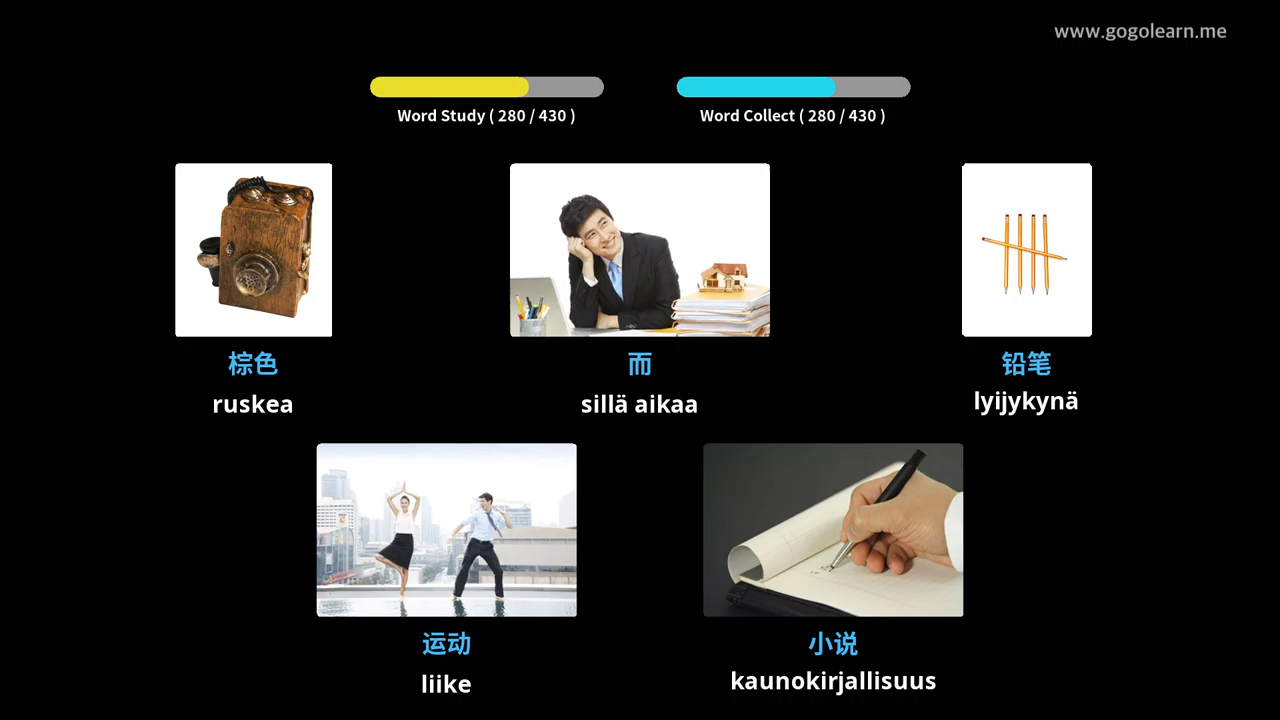 www.gogolearn.me
Word Study ( 280 / 430 )
Word Collect ( 280 / 430 )
棕色
ruskea
而
sillä aikaa
铅笔
lyijykynä
运动
liike
小说
kaunokirjallisuus